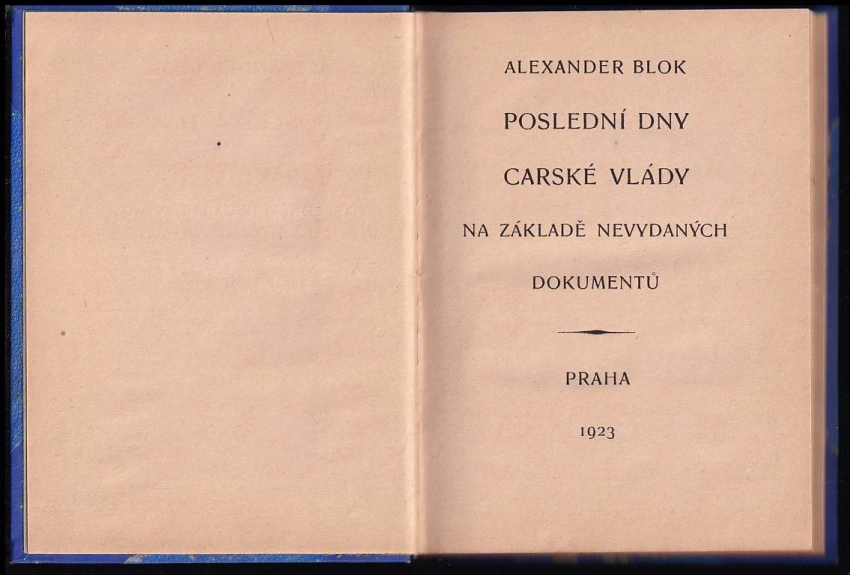 ALEXANDER BLOK
POSLEDNÍ DNY
CARSKÉ VLÁDY
NA ZÁKLADĚ NEVYDANÝCH
DOKUMENTŮ
PRAHA
1923